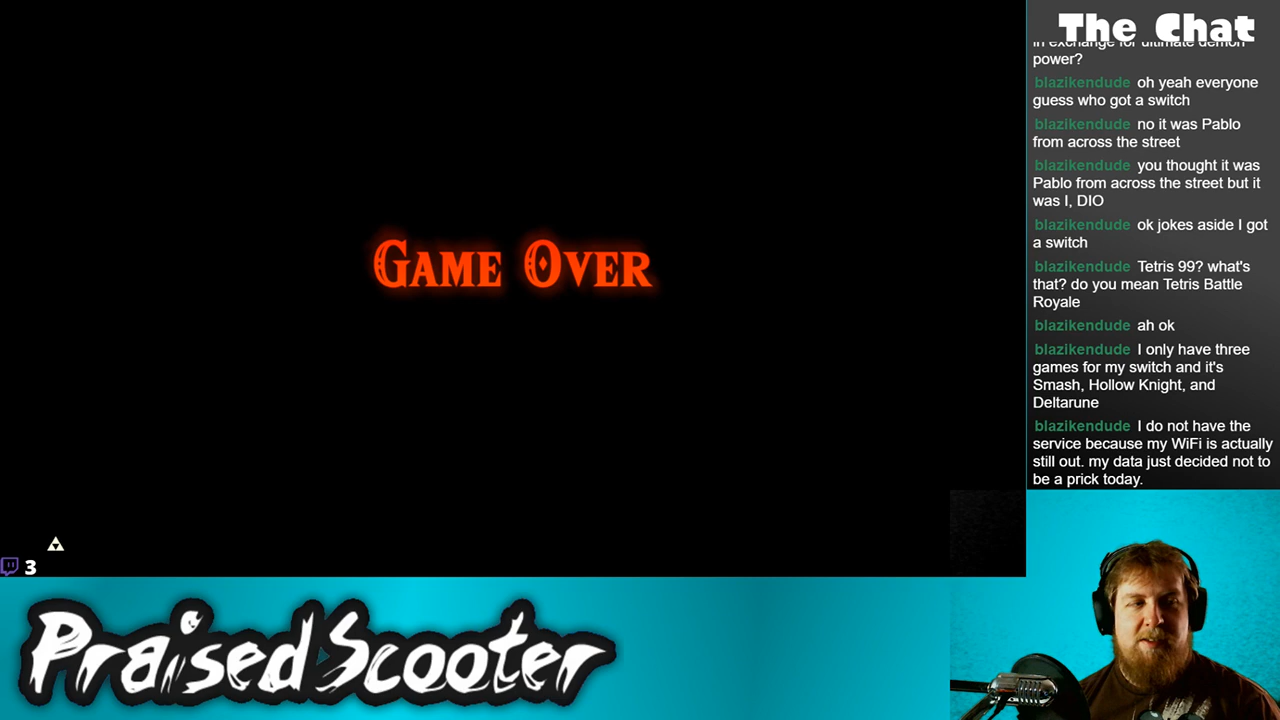 The Chat
in exchange for ultimate demon
power?
blazikendude oh yeah everyone
guess who got a switch
blazikendude no it was Pablo
from across the street
blazikendude you thought it was
Pablo from across the street but it
was I, DIO
blazikendude ok jokes aside I got
a switch
blazikendude Tetris 99? what's
that? do you mean Tetris Battle
Royale
blazikendude ah ok
blazikendude I only have three
games for my switch and it's
Smash, Hollow Knight, and
Deltarune
blazikendude I do not have the
service because my WiFi is actually
still out. my data just decided not to
be a prick today.
Game Over
3
PraisedScooter